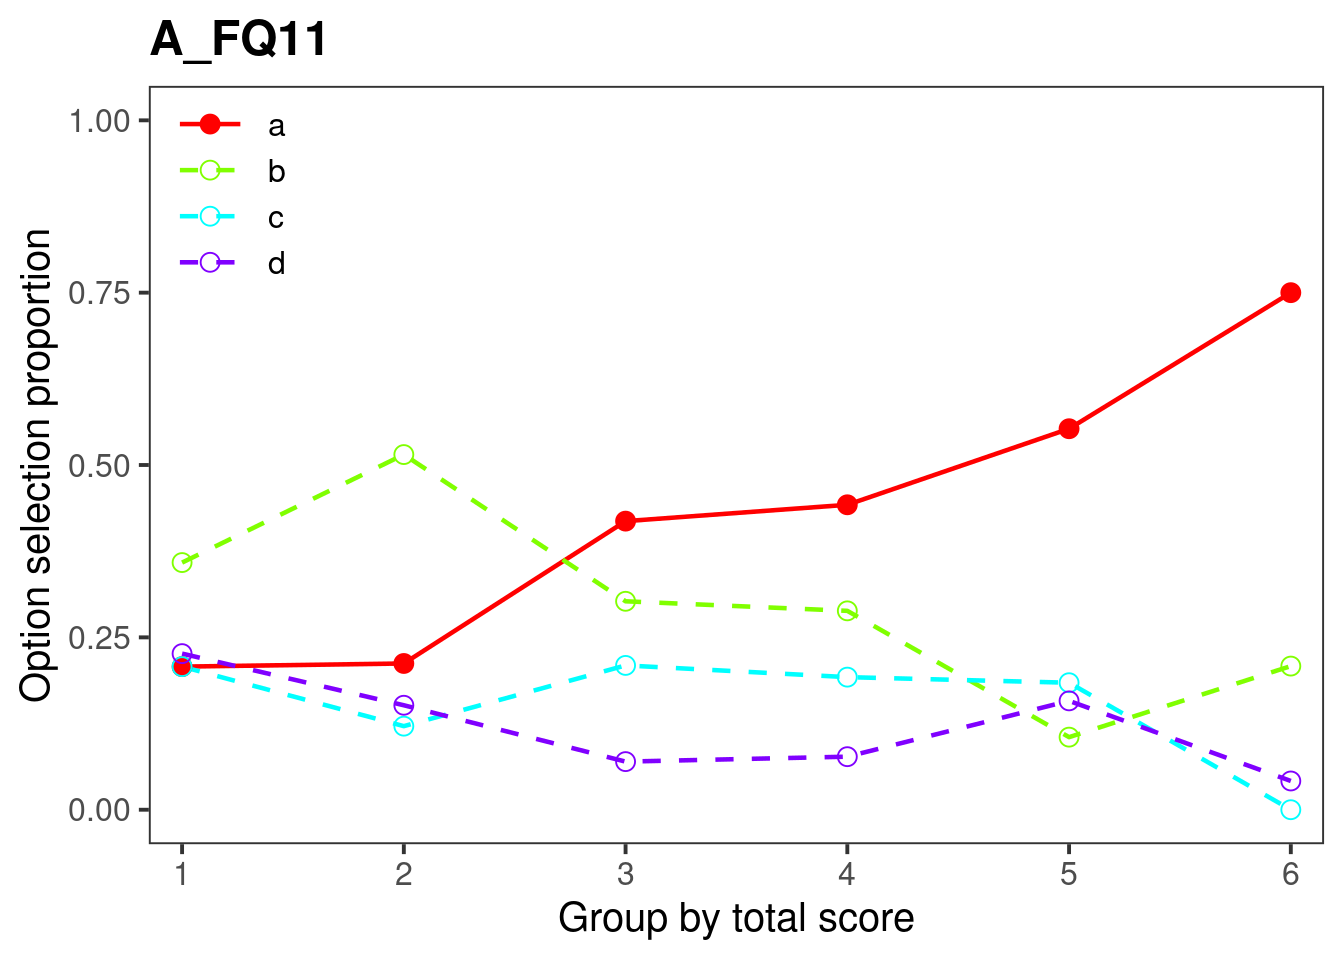 A_FQ11
1.00
0.75
0.50
0.25
0.00
a
b
c
d
Option selection proportion
1 2 3 4 5 6
Group by total score